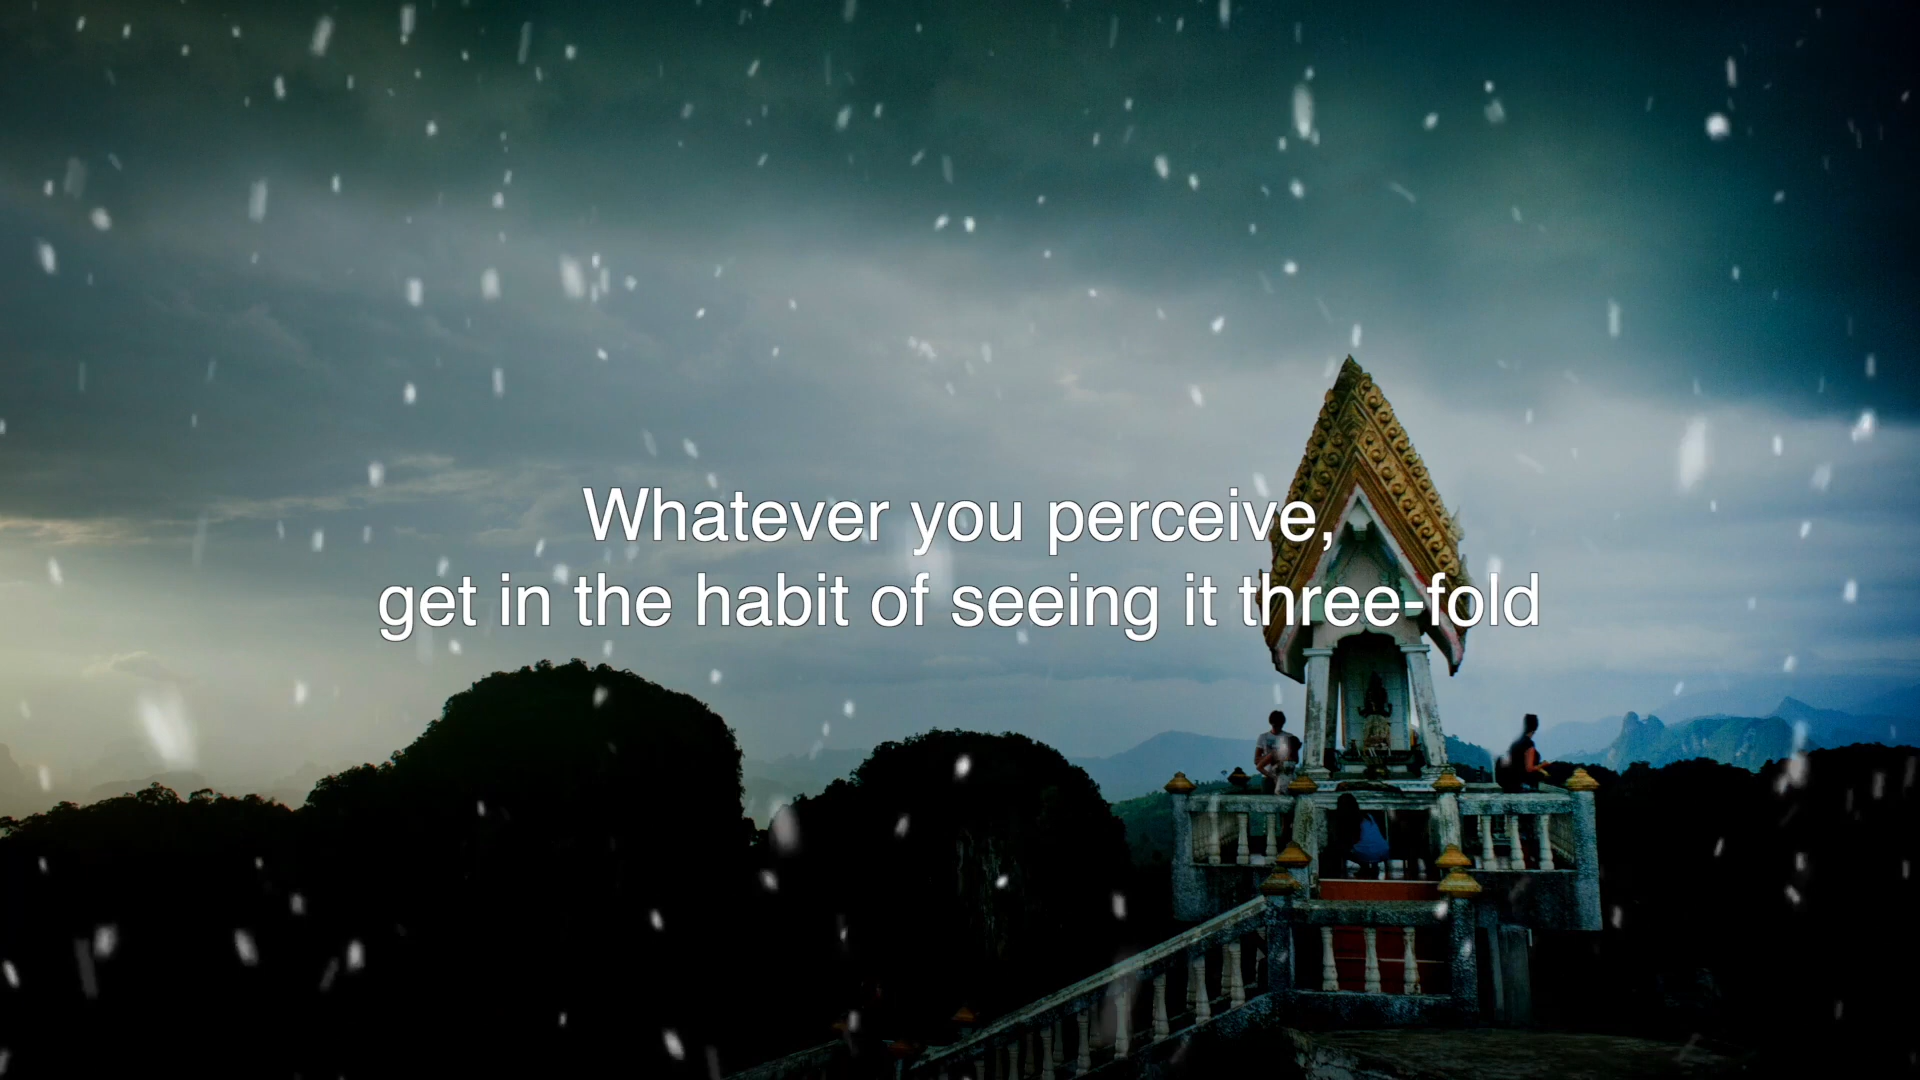 Whatever you perceive,
get in the habit of seeing it three-fold